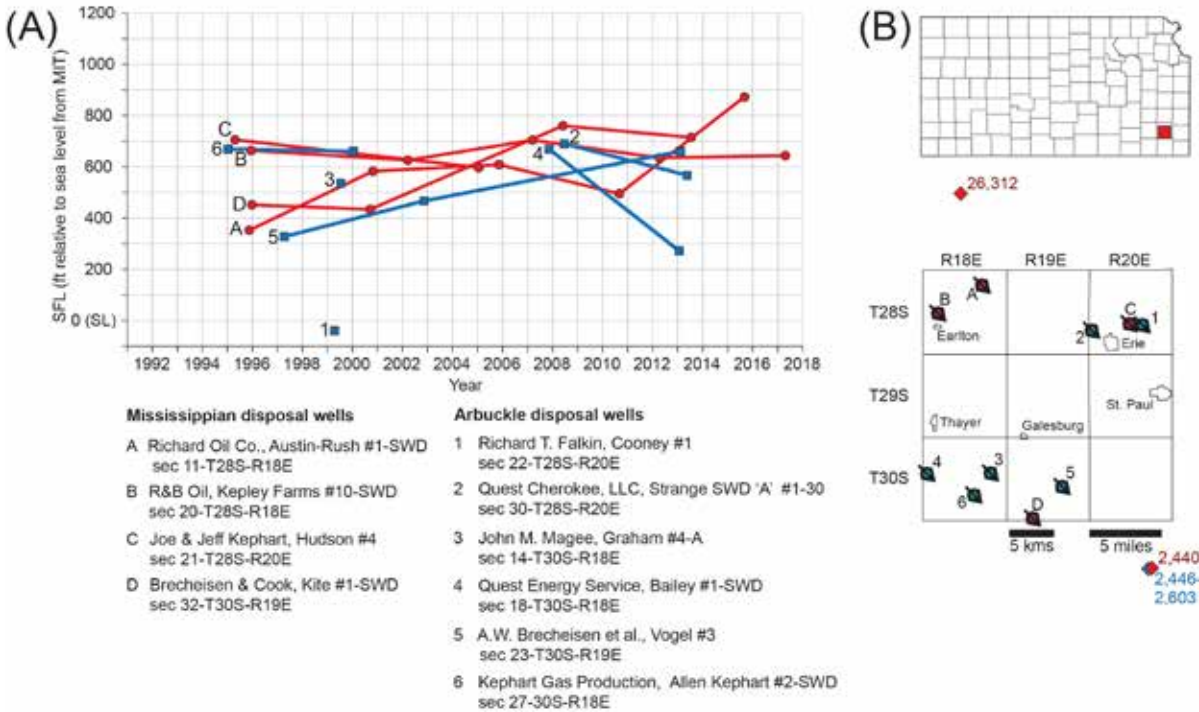 (A)
1200
1000
800
600
400
200
0 (SL)
SFL (ft relative to sea level from MIT)
C
6
B
D
A
5
3
1
4
2
1992 1994 1996 1998 2000 2002 2004 2006 2008 2010 2012 2014 2016 2018
Year
Mississippian disposal wells
A Richard Oil Co., Austin-Rush #1-SWD
sec 11-T28S-R18E
B R&B Oil, Kepley Farms #10-SWD
sec 20-T28S-R18E
C Joe & Jeff Kephart, Hudson #4
sec 21-T28S-R20E
D Brecheisen & Cook, Kite #1-SWD
sec 32-T30S-R19E
Arbuckle disposal wells
1 Richard T. Falkin, Cooney #1
sec 22-T28S-R20E
2 Quest Cherokee, LLC, Strange SWD 'A' #1-30
sec 30-T28S-R20E
3 John M. Magee, Graham #4-A
sec 14-T30S-R18E
4 Quest Energy Service, Bailey #1-SWD
sec 18-T30S-R18E
5 A.W. Brecheisen et al., Vogel #3
sec 23-T30S-R19E
6 Kephart Gas Production, Allen Kephart #2-SWD
sec 27-30S-R18E
(B)
26,312
R18E R19E R20E
T28S
A
B
C 1
2
Earlton
Erie
T29S
St. Paul
Thayer
Galesburg
T30S
4 3 5
6
D
5 kms 5 miles
2,440
2,446-
2,603